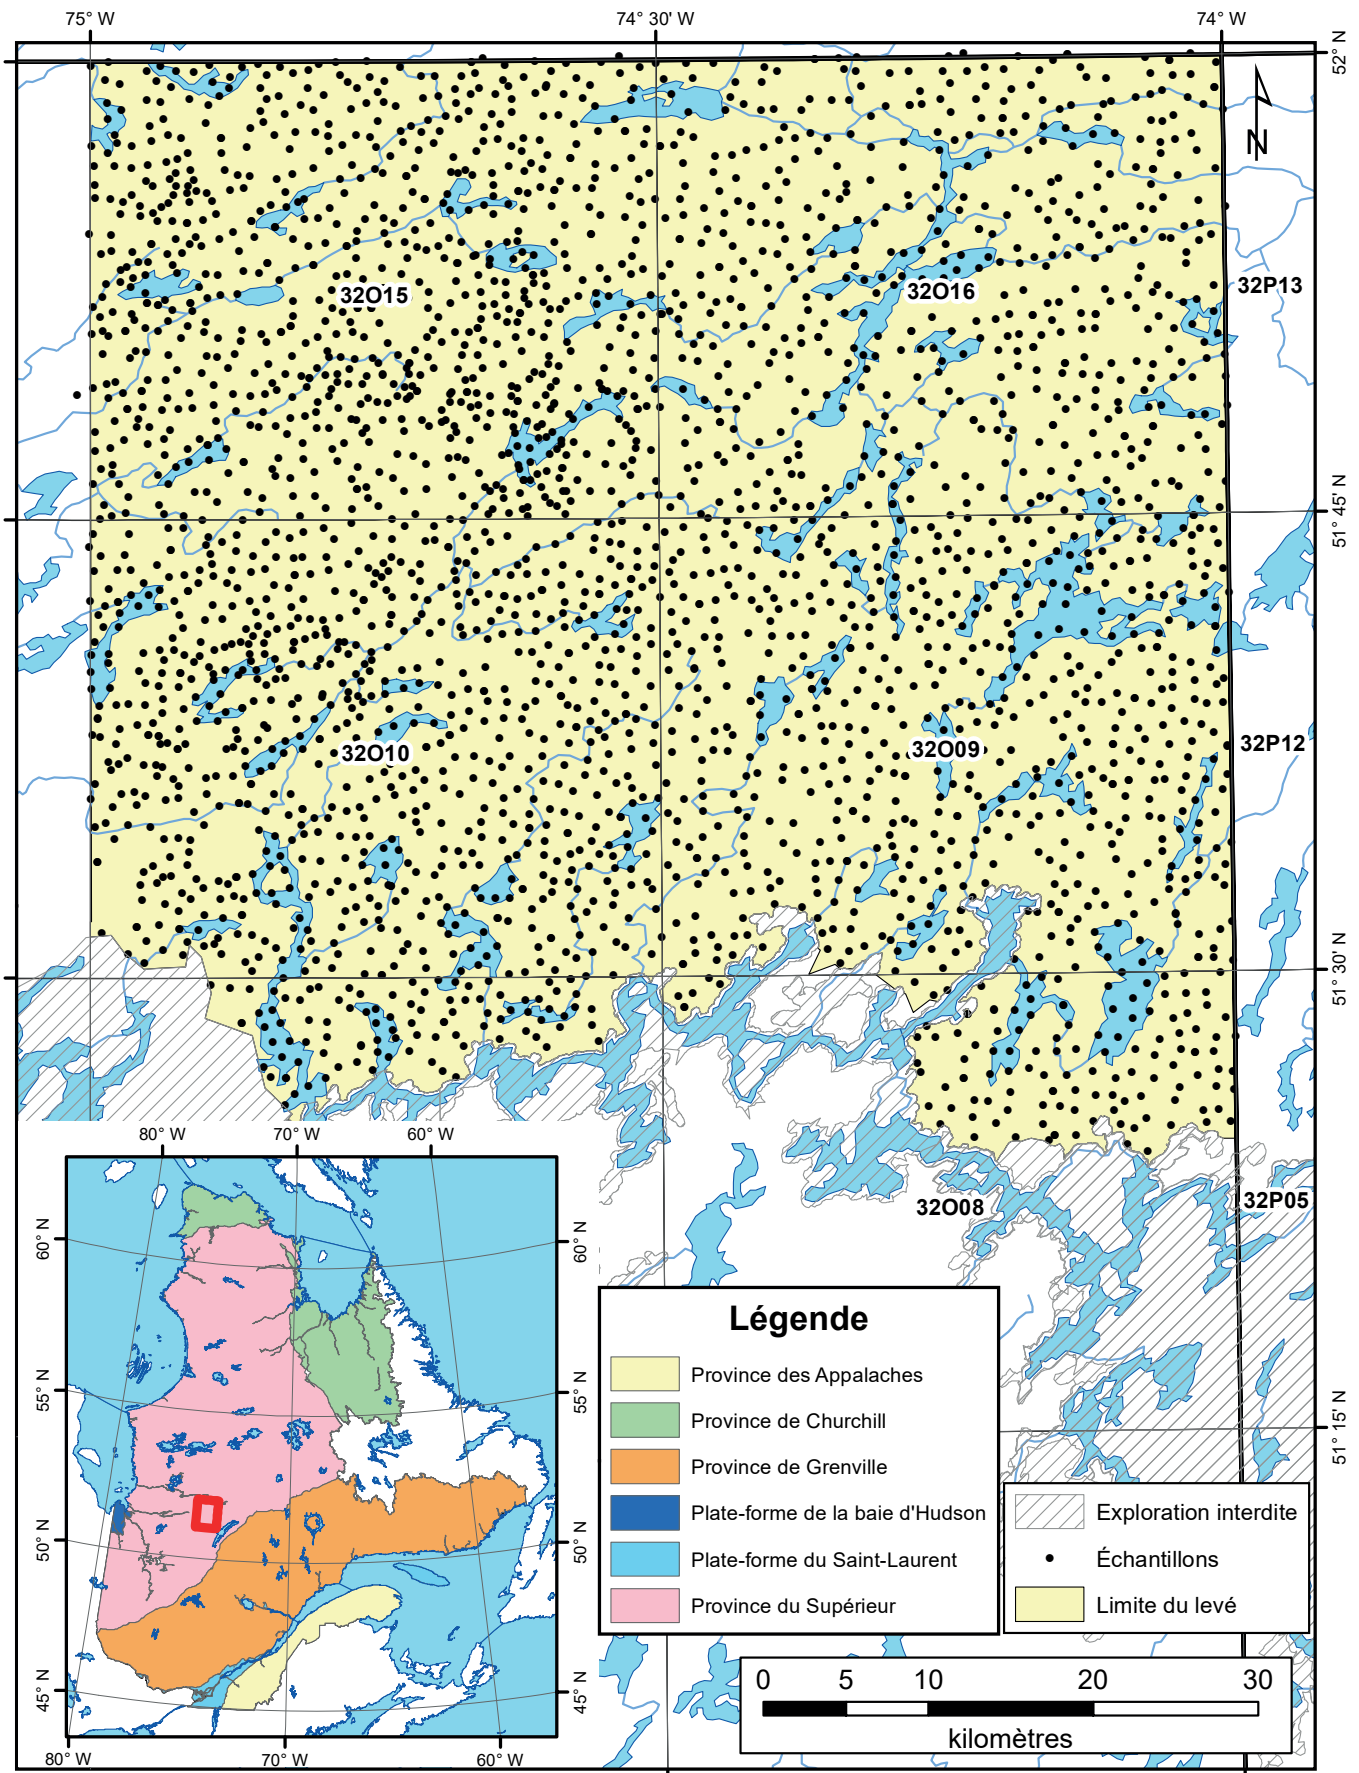 75° W
74° 30' W
74° W
52° N
N
32O15
32O16
32P13
51° 45' N
32O10
32O09
32P12
51° 30' N
80° W
70° W
60° W
32O08
32P05
60° N
60° N
55° N
55° N
50° N
50° N
45° N
45° N
80° W
70° W
60° W
51° 15' N
Légende
Province des Appalaches
Province de Churchill
Province de Grenville
Plate-forme de la baie d'Hudson
Plate-forme du Saint-Laurent
Province du Supérieur
Exploration interdite
Échantillons
Limite du levé
0 5 10 20 30
kilomètres